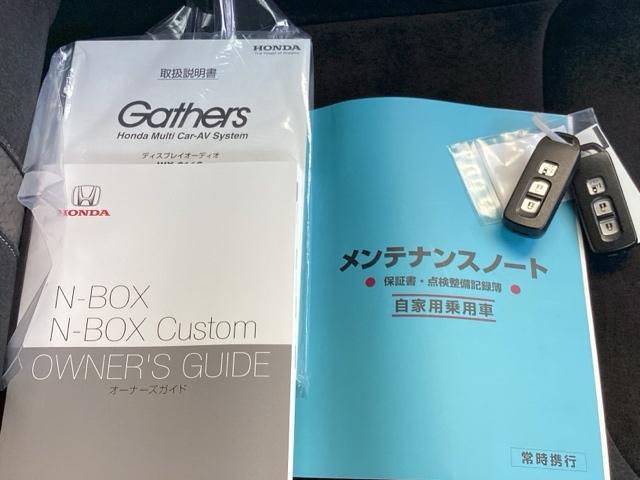 HONDA
The Power of Dreams
取扱説明書
Gathers
Honda Multi Car-AV System
ディスプレイオーディオ
HONDA
N-BOX
N-BOX Custom
OWNER'S GUIDE
オーナーズガイド
メンテナンスノート
● 保証書・点検整備記録簿 ●
自家用乗用車
常時携行